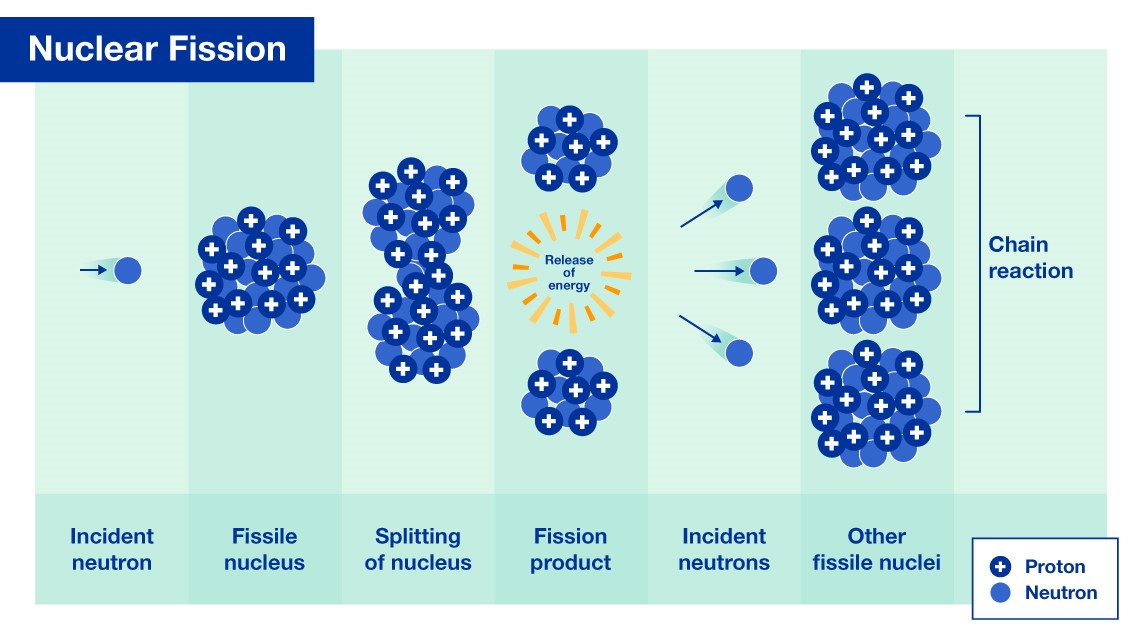 Nuclear Fission
Release
of
energy
Chain
reaction
Incident
neutron
Fissile
nucleus
Splitting
of nucleus
Fission
product
Incident
neutrons
Other
fissile nuclei
Proton
Neutron